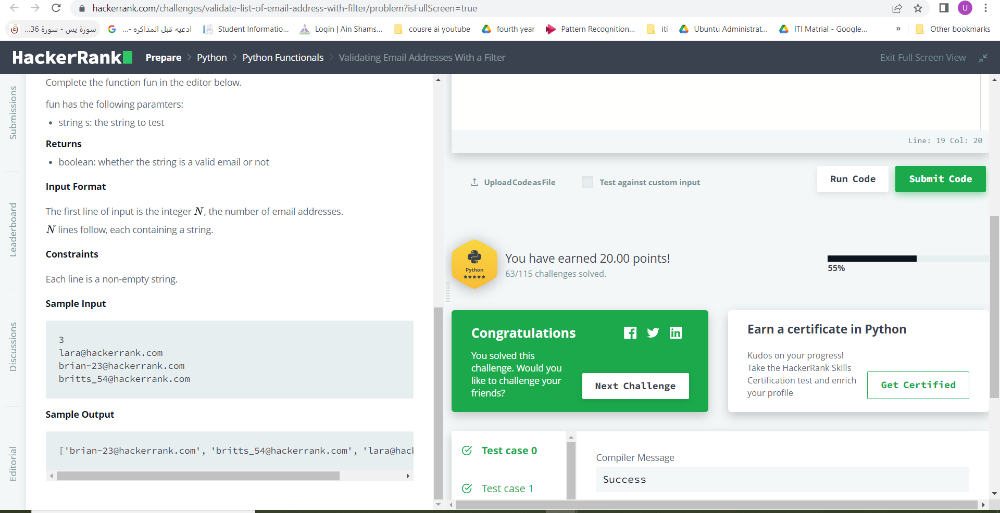 hackerrank.com/challenges/validate-list-of-email-address-with-filter/problem?isFullScreen=true
U
سورة يس - سورة 36...
ادعيه قبل المذاكره -...
Student Informatio...
Login | Ain Shams...
cousre ai youtube
fourth year
Pattern Recognition...
iti
Ubuntu Administrat...
ITI Matrial - Google...
»
Other bookmarks
HackerRank
Prepare > Python > Python Functionals > Validating Email Addresses With a Filter
Exit Full Screen View
Submissions
Leaderboard
Discussions
Editorial
Complete the function fun in the editor below.
fun has the following paramters:
• string s: the string to test
Returns
• boolean: whether the string is a valid email or not
Input Format
The first line of input is the integer N, the number of email addresses.
N lines follow, each containing a string.
Constraints
Each line is a non-empty string.
Sample Input
3
lara@hackerrank.com
brian-23@hackerrank.com
britts_54@hackerrank.com
Sample Output
['brian-23@hackerrank.com', 'britts_54@hackerrank.com', 'lara@hack
Line: 19 Col: 20
Upload Code as File
Test against custom input
Run Code
Submit Code
Python
You have earned 20.00 points!
63/115 challenges solved.
55%
Congratulations
You solved this
challenge. Would you
like to challenge your
friends?
Next Challenge
Earn a certificate in Python
Kudos on your progress!
Take the HackerRank Skills
Certification test and enrich
your profile
Get Certified
Test case 0
Test case 1
Compiler Message
Success